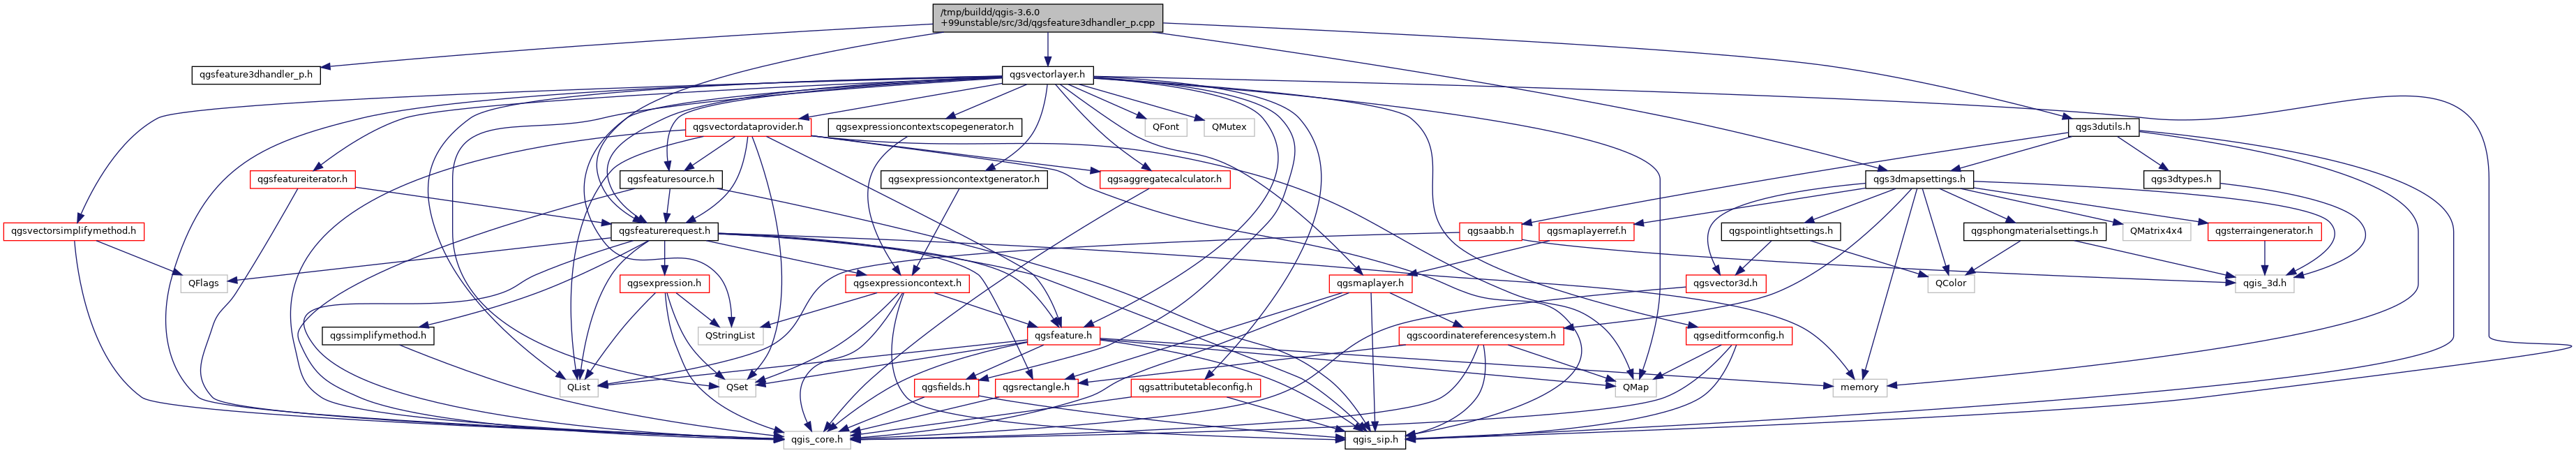 /tmp/buildd/qgis-3.6.0
+99unstable/src/3d/qgsfeature3dhandler_p.cpp
qgsfeature3dhandler_p.h
qgsvectorlayer.h
qgsvectordataprovider.h
qgsexpressioncontextscopegenerator.h
QFont
QMutex
qgs3dutils.h
qgsfeatureiterator.h
qgsfeaturesource.h
qgsexpressioncontextgenerator.h
qgsaggregatecalculator.h
qgs3dmapsettings.h
qgs3dtypes.h
qgsvectorsimplifymethod.h
qgsfeaturerequest.h
qgsaabb.h
qgsmaplayerref.h
qgspointlightsettings.h
qgsphongmaterialsettings.h
QMatrix4x4
qgsterraingenerator.h
QFlags
qgsexpression.h
qgsexpressioncontext.h
qgsmaplayer.h
qgsvector3d.h
QColor
qgis_3d.h
qgssimplifymethod.h
QStringList
qgsfeature.h
qgscoordinatereferencesystem.h
qgseditformconfig.h
QList
QSet
qgsfields.h
qgsrectangle.h
qgsattributetableconfig.h
QMap
memory
qgis_core.h
qgis_sip.h